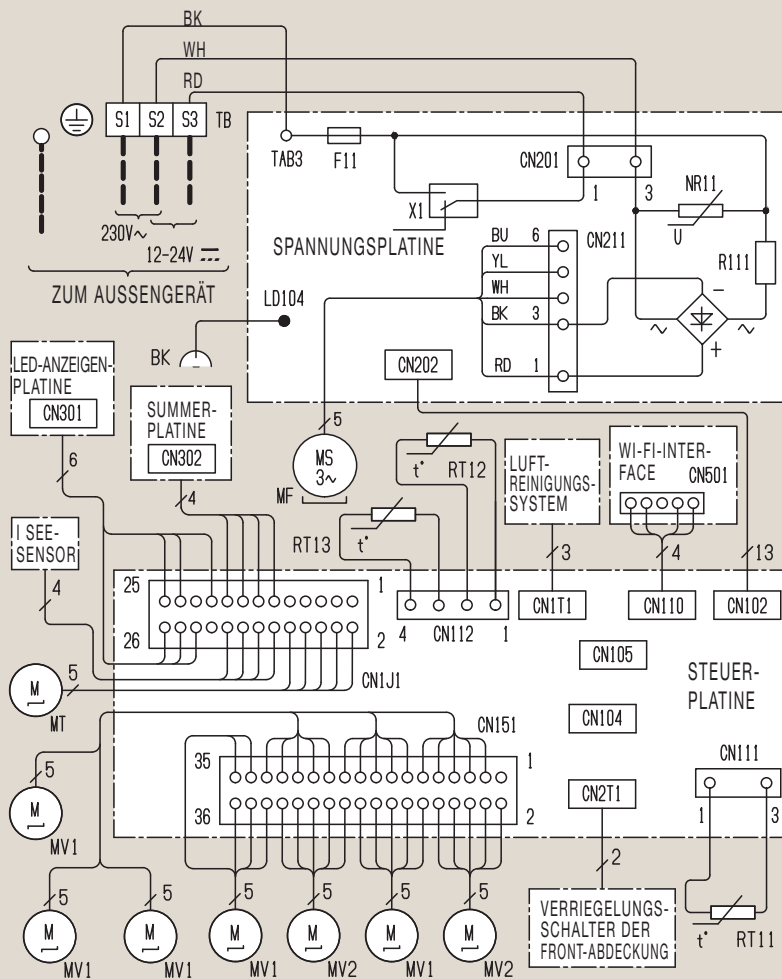 BK
WH
RD
S1 S2 S3 TB
230V~
12-24V
ZUM AUSSENGERÄT
TAB3
F11
X1
CN201
1 3
NR11
U
R111
SPANNUNGSPLATINE
BU 6
YL
WH
BK 3
RD 1
CN211
- ~ ~ +
LD104
BK
CN202
LED-ANZEIGEN-
PLATINE
CN301
6
SUMMER-
PLATINE
CN302
4
5
MS
3~
MF
t° RT12
RT13 t°
LUFT-
REINIGUNGS-
SYSTEM
3
WI-FI-INTER-
FACE CN501
4
13
I SEE-
SENSOR
4
25 1
26 2
CN1J1
4 CN112 1
CN1T1
CN110
CN102
CN105
CN104
CN2T1
STEUER-
PLATINE
CN111
1 3
5
M
MT
CN151
35 1
36 2
5
M
MV1
2
5 5 5 5 5 5
M M M M M M
MV1 MV1 MV1 MV2 MV1 MV2
VERRIEGELUNGS-
SCHALTER DER
FRONT-ABDECKUNG
t° RT11